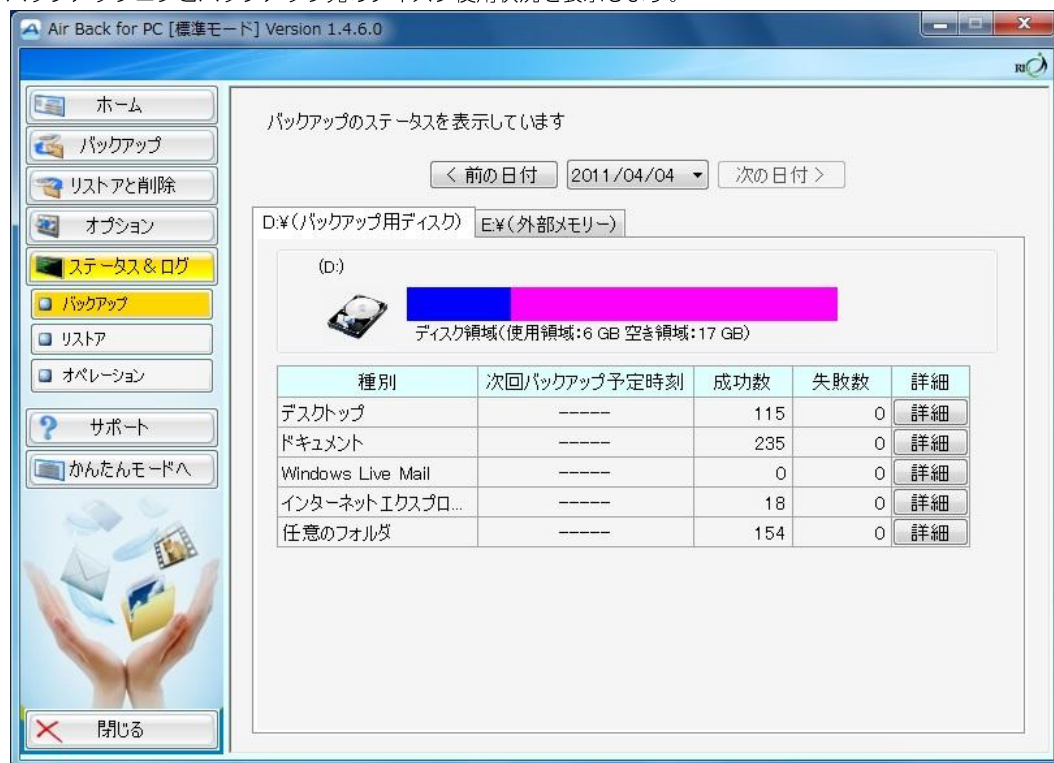 Air Back for PC [標準モード] Version 1.4.6.0
RIO
ホーム
バックアップ
リストアと削除
オプション
ステータス&ログ
バックアップ
リストア
オペレーション
サポート
かんたんモードへ
閉じる
バックアップのステータスを表示しています
< 前の日付 2011/04/04 次の日付 >
D:¥(バックアップ用ディスク) E:¥(外部メモリー)
(D:)
ディスク領域(使用領域:6 GB 空き領域:17 GB)
種別 次回バックアップ予定時刻 成功数 失敗数 詳細
デスクトップ ----- 115 0 詳細
ドキュメント ----- 235 0 詳細
Windows Live Mail ----- 0 0 詳細
インターネットエクスプロ... ----- 18 0 詳細
任意のフォルダ ----- 154 0 詳細